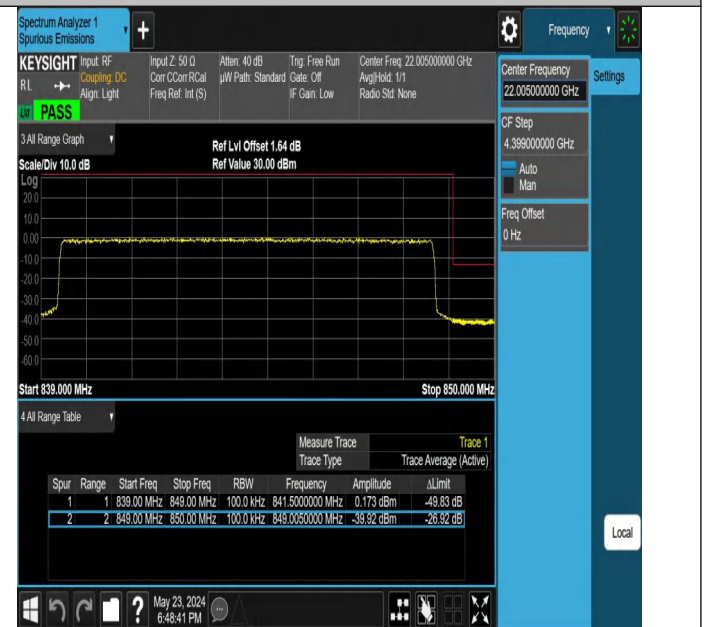 Spectrum Analyzer 1
Spurious Emissions
Frequency
KEYSIGHT
RL
PASS
Input: RF
Coupling: DC
Align: Light
Input Z: 50 Ω
Corr CCorr RCal
Freq Ref: Int (S)
Atten: 40 dB
µW Path: Standard
Trig: Free Run
Gate: Off
IF Gain: Low
Center Freq: 22.005000000 GHz
Avg|Hold: 1/1
Radio Std: None
Center Frequency
22.005000000 GHz
Settings
CF Step
4.399000000 GHz
Auto
Man
Freq Offset
0 Hz
3 All Range Graph
Scale/Div 10.0 dB
Ref Lvl Offset 1.64 dB
Ref Value 30.00 dBm
Log
20.0
10.0
0.00
-10.0
-20.0
-30.0
-40.0
-50.0
-60.0
Start 839.000 MHz
Stop 850.000 MHz
4 All Range Table
Measure Trace Trace 1
Trace Type Trace Average (Active)
Spur Range Start Freq Stop Freq RBW Frequency Amplitude ΔLimit
1 1 839.00 MHz 849.00 MHz 100.0 kHz 841.5000000 MHz 0.173 dBm -49.83 dB
2 2 849.00 MHz 850.00 MHz 100.0 kHz 849.0050000 MHz -39.92 dBm -26.92 dB
Local
?
May 23, 2024
6:48:41 PM